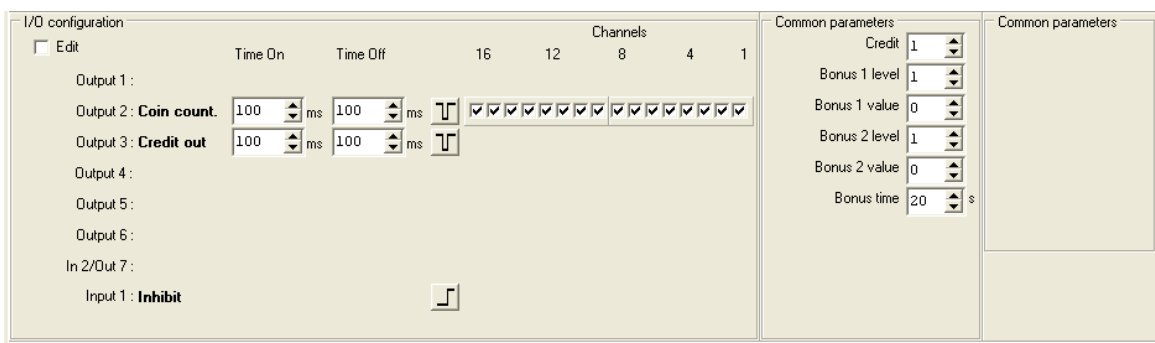 I/O configuration
Edit
Time On Time Off Channels
16 12 8 4 1
Output 1 :
Output 2 : Coin count. 100 ms 100 ms
Output 3 : Credit out 100 ms 100 ms
Output 4 :
Output 5 :
Output 6 :
In 2/Out 7 :
Input 1 : Inhibit
Common parameters
Credit 1
Bonus 1 level 1
Bonus 1 value 0
Bonus 2 level 1
Bonus 2 value 0
Bonus time 20 s
Common parameters